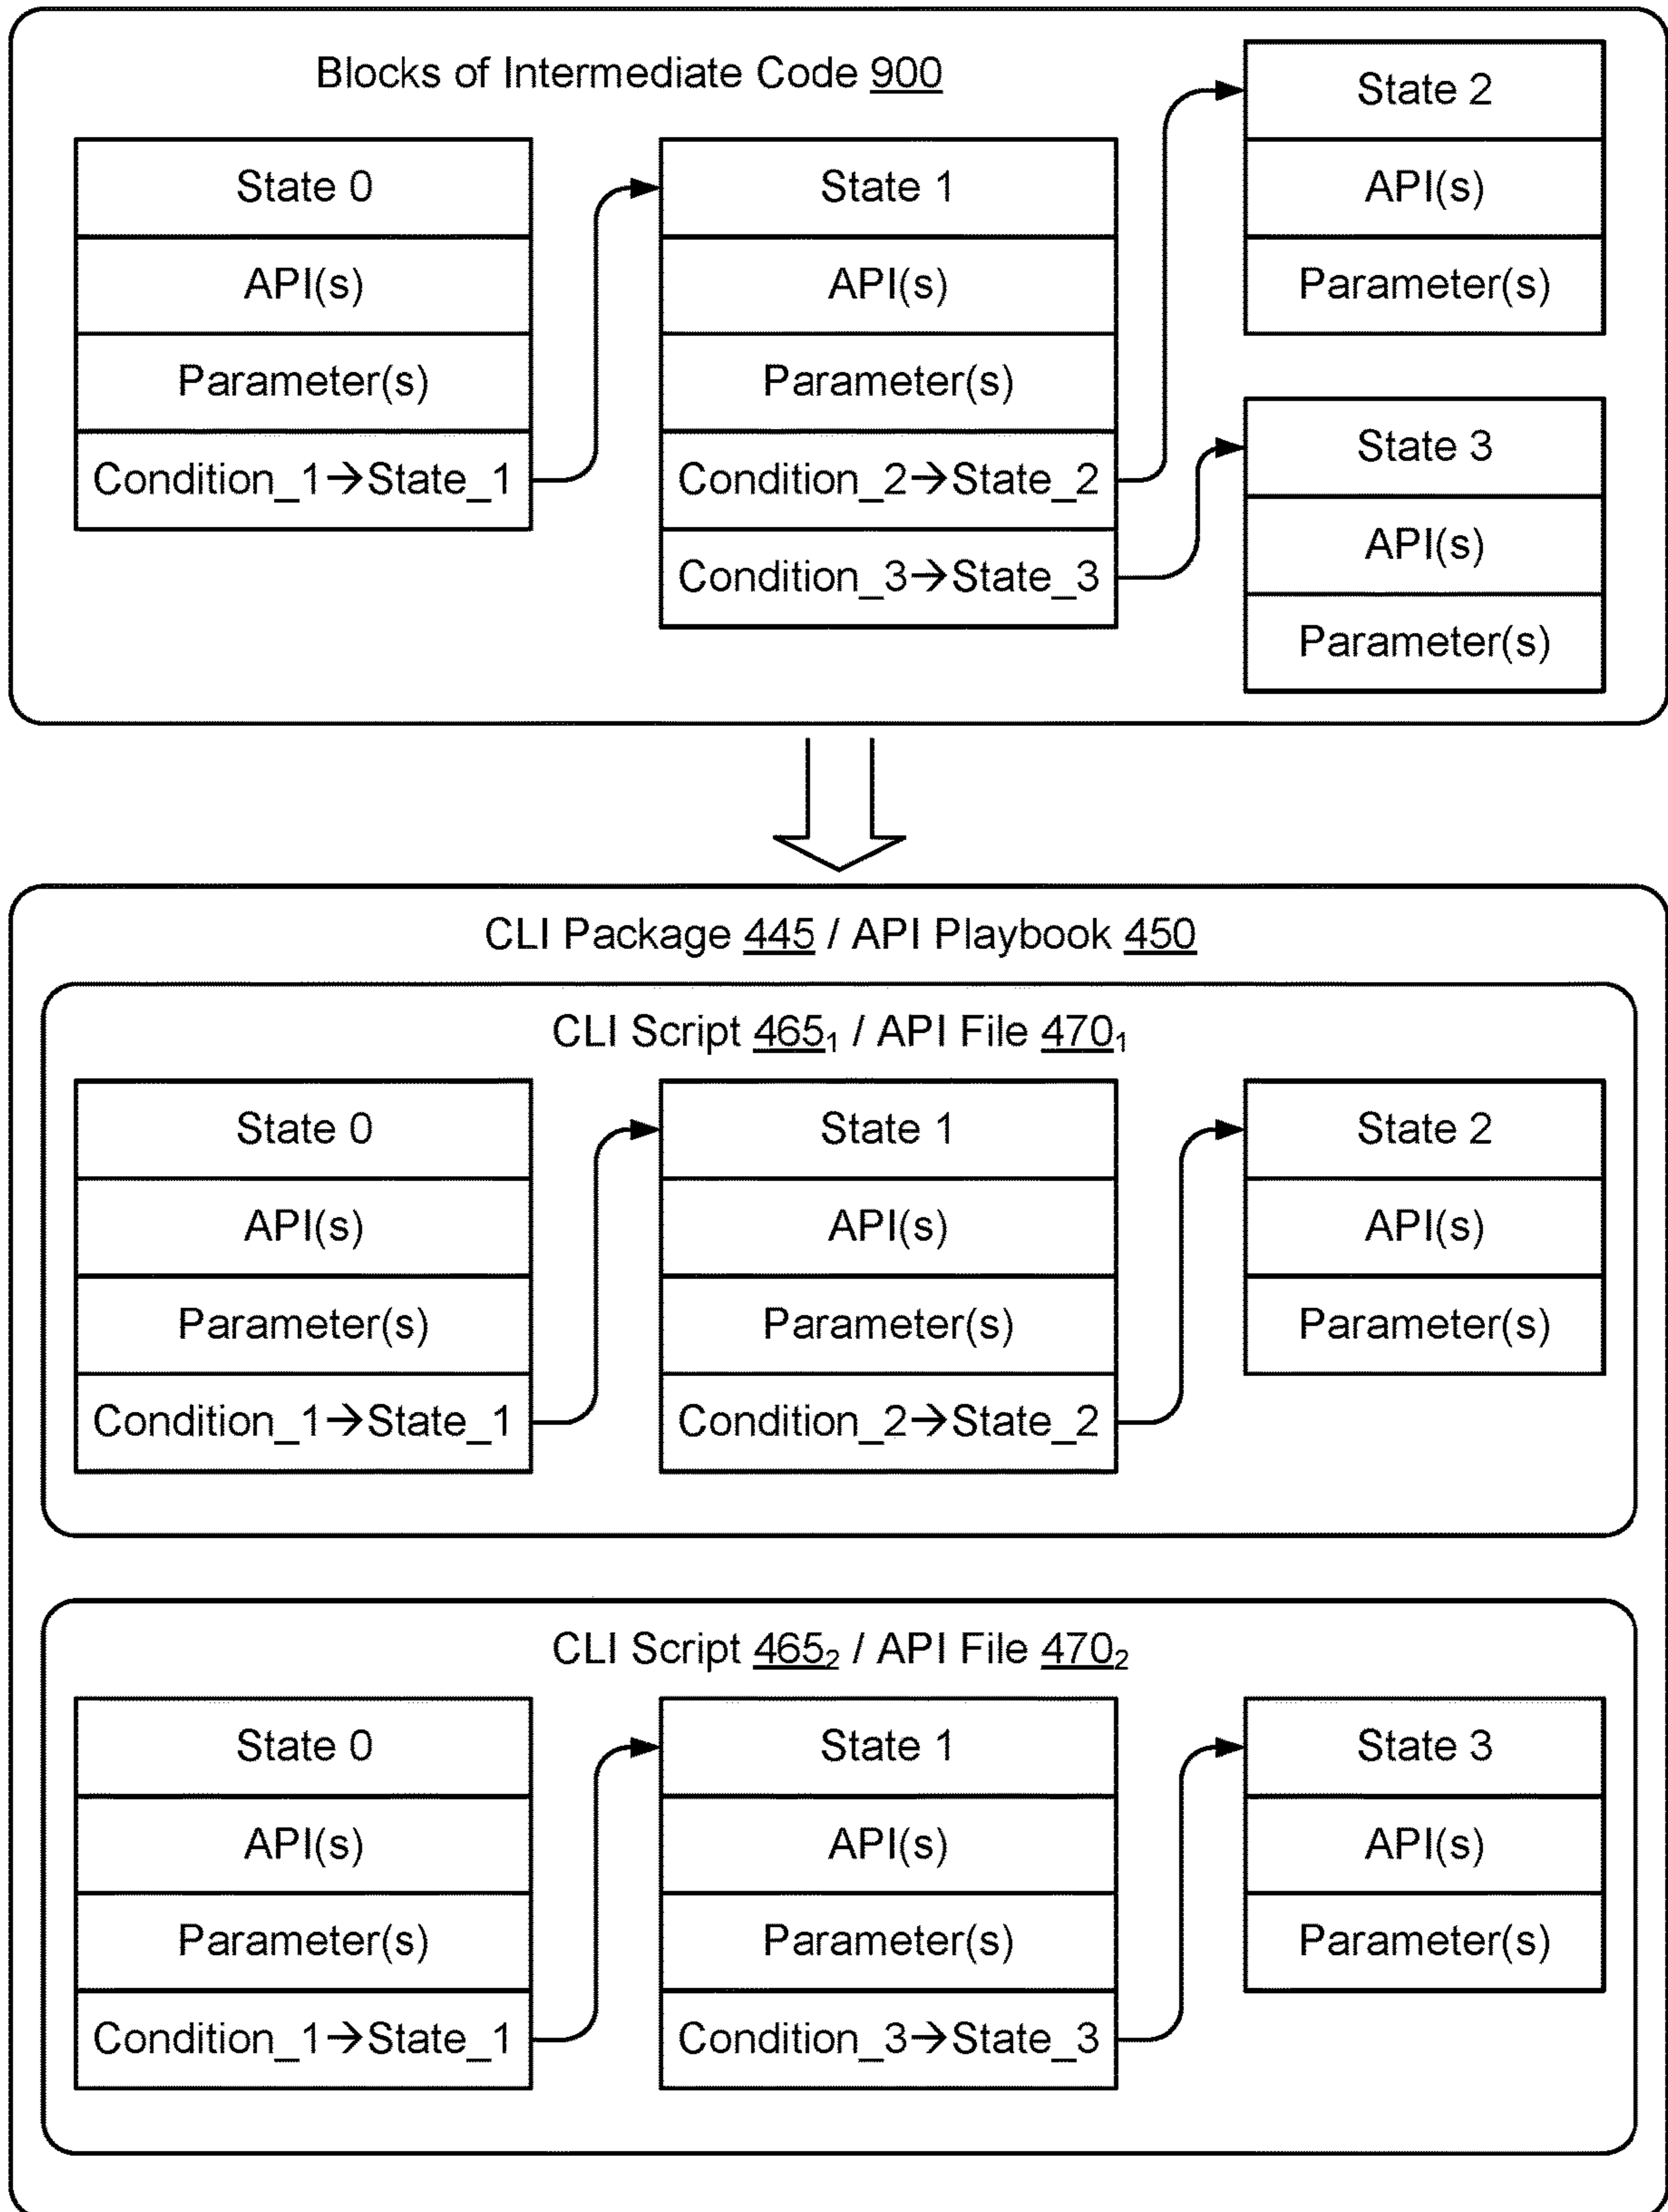 Blocks of Intermediate Code 900
State 0
API(s)
Parameter(s)
Condition_1→State_1
State 1
API(s)
Parameter(s)
Condition_2→State_2
Condition_3→State_3
State 2
API(s)
Parameter(s)
State 3
API(s)
Parameter(s)
CLI Package 445 / API Playbook 450
CLI Script 465₁ / API File 470₁
State 0
API(s)
Parameter(s)
Condition_1→State_1
State 1
API(s)
Parameter(s)
Condition_2→State_2
State 2
API(s)
Parameter(s)
CLI Script 465₂ / API File 470₂
State 0
API(s)
Parameter(s)
Condition_1→State_1
State 1
API(s)
Parameter(s)
Condition_3→State_3
State 3
API(s)
Parameter(s)